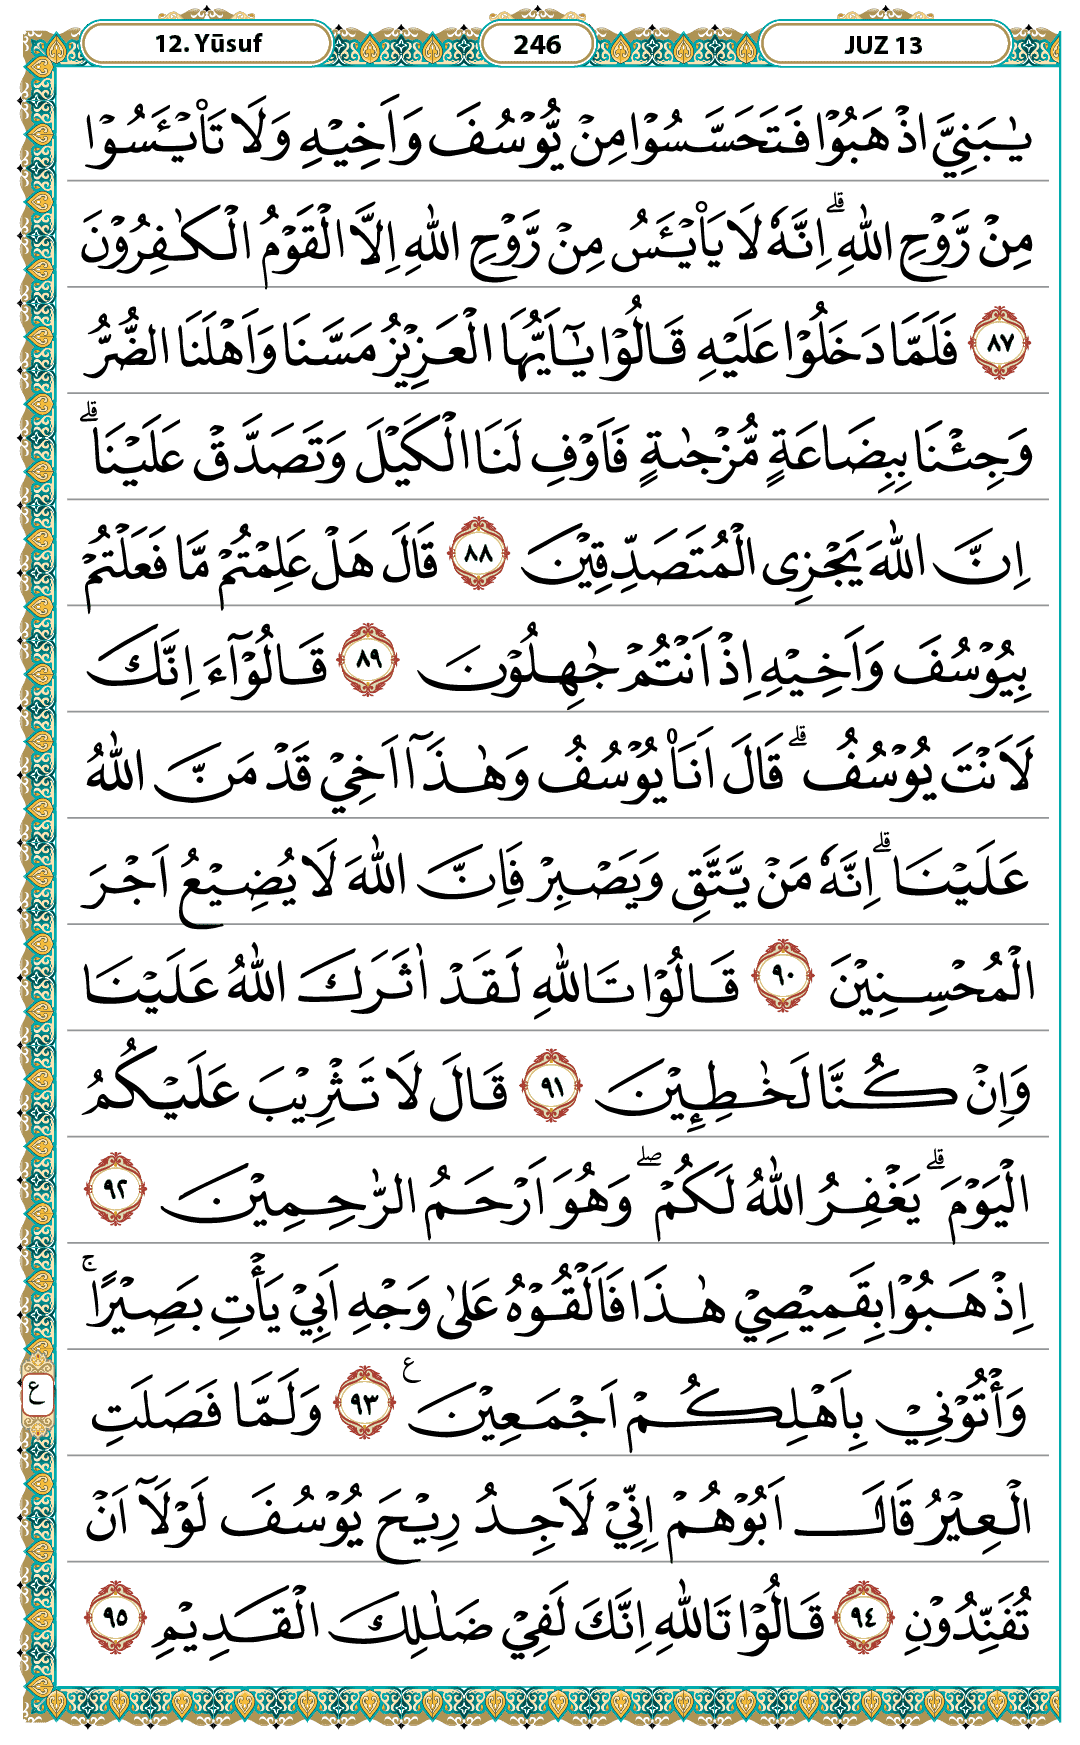 12. Yūsuf 246 JUZ 13
يٰبَنِيَّ اذْهَبُوْا فَتَحَسَّسُوْا مِنْ يُّوْسُفَ وَاَخِيْهِ وَلَا تَا۟يْـَٔسُوْا
مِنْ رَّوْحِ اللّٰهِ ۗاِنَّهٗ لَا يَا۟يْـَٔسُ مِنْ رَّوْحِ اللّٰهِ اِلَّا الْقَوْمُ الْكٰفِرُوْنَ
٨٧ فَلَمَّا دَخَلُوْا عَلَيْهِ قَالُوْا يٰٓاَيُّهَا الْعَزِيْزُ مَسَّنَا وَاَهْلَنَا الضُّرُّ
وَجِئْنَا بِبِضَاعَةٍ مُّزْجٰىةٍ فَاَوْفِ لَنَا الْكَيْلَ وَتَصَدَّقْ عَلَيْنَا ۗ
اِنَّ اللّٰهَ يَجْزِى الْمُتَصَدِّقِيْنَ ٨٨ قَالَ هَلْ عَلِمْتُمْ مَّا فَعَلْتُمْ
بِيُوْسُفَ وَاَخِيْهِ اِذْ اَنْتُمْ جٰهِلُوْنَ ٨٩ قَالُوْٓا ءَاِنَّكَ
لَاَنْتَ يُوْسُفُ ۗ قَالَ اَنَا۠ يُوْسُفُ وَهٰذَآ اَخِيْ قَدْ مَنَّ اللّٰهُ
عَلَيْنَا ۗاِنَّهٗ مَنْ يَّتَّقِ وَيَصْبِرْ فَاِنَّ اللّٰهَ لَا يُضِيْعُ اَجْرَ
الْمُحْسِنِيْنَ ٩٠ قَالُوْا تَاللّٰهِ لَقَدْ اٰثَرَكَ اللّٰهُ عَلَيْنَا
وَاِنْ كُنَّا لَخٰطِـِٕيْنَ ٩١ قَالَ لَا تَثْرِيْبَ عَلَيْكُمُ
الْيَوْمَ ۗ يَغْفِرُ اللّٰهُ لَكُمْ ۖ وَهُوَ اَرْحَمُ الرّٰحِمِيْنَ ٩٢
اِذْهَبُوْا بِقَمِيْصِيْ هٰذَا فَاَلْقُوْهُ عَلٰى وَجْهِ اَبِيْ يَأْتِ بَصِيْرًا ۚ
ع وَأْتُوْنِيْ بِاَهْلِكُمْ اَجْمَعِيْنَ ع ٩٣ وَلَمَّا فَصَلَتِ
الْعِيْرُ قَالَ اَبُوْهُمْ اِنِّيْ لَاَجِدُ رِيْحَ يُوْسُفَ لَوْلَآ اَنْ
تُفَنِّدُوْنِ ٩٤ قَالُوْا تَاللّٰهِ اِنَّكَ لَفِيْ ضَلٰلِكَ الْقَدِيْمِ ٩٥